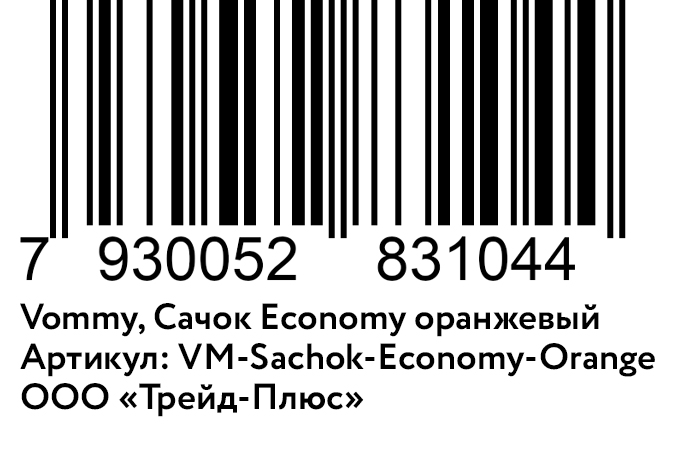 7 930052 831044
Vommy, Сачок Economy оранжевый
Артикул: VM-Sachok-Economy-Orange
ООО «Трейд-Плюс»